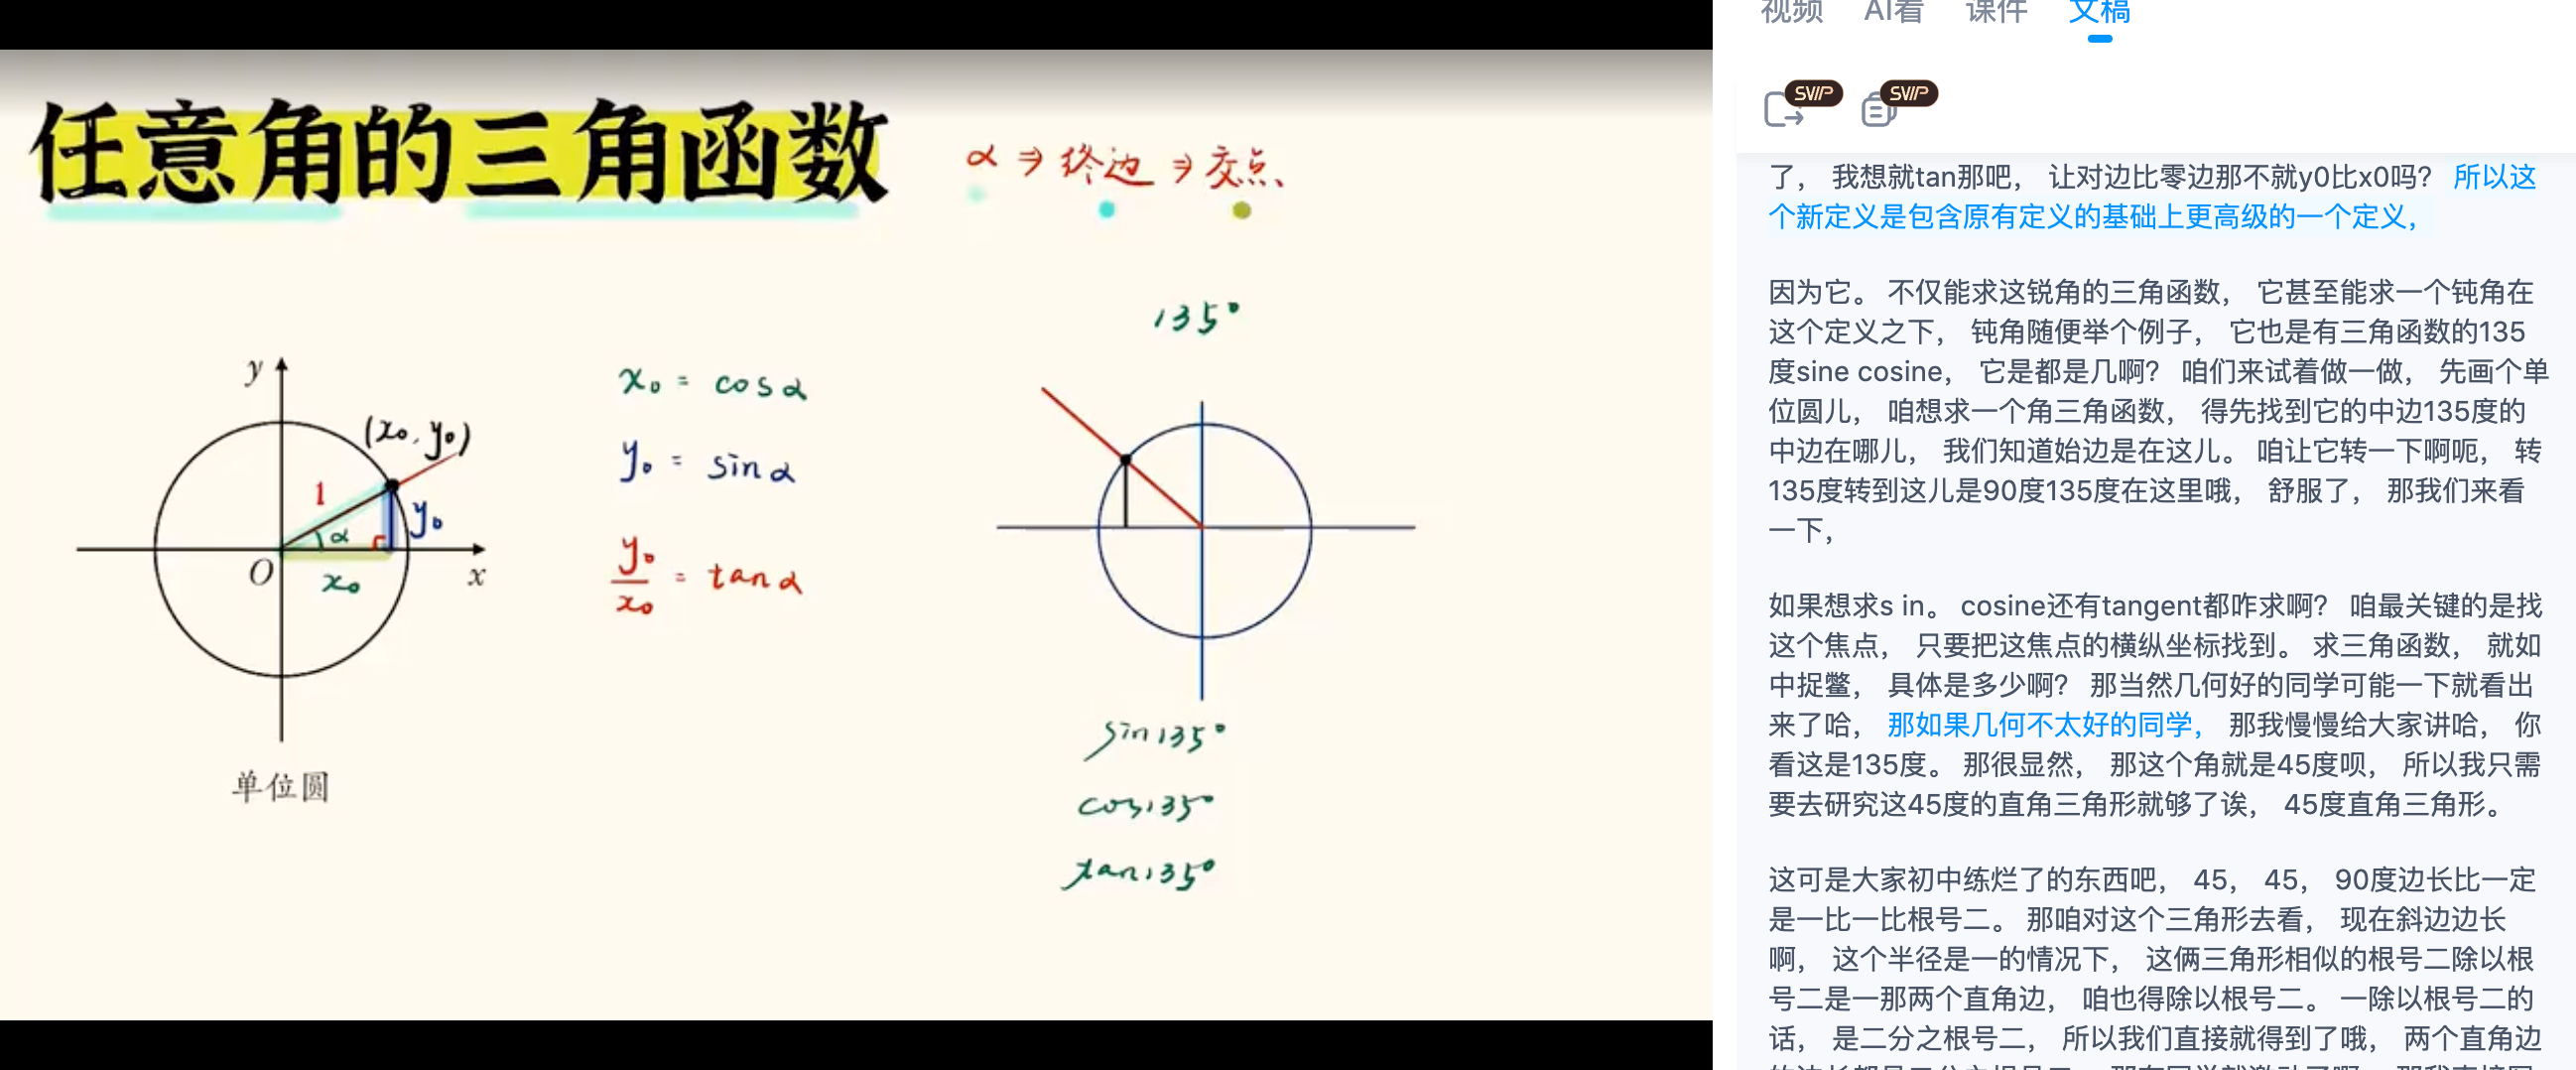 任意角的三角函数
α ⇒ 终边 ⇒ 交点
135°
y
(x₀, y₀)
1
α
y₀
O
x₀
x
单位圆
x₀ = cosα
y₀ = sinα
y₀/x₀ = tanα
sin135°
cos135°
tan135°
视频 AI看 课件 文稿
SVIP SVIP
了， 我想就tan那吧， 让对边比零边那不就y0比x0吗？ 所以这
个新定义是包含原有定义的基础上更高级的一个定义，
因为它。 不仅能求这锐角的三角函数， 它甚至能求一个钝角在
这个定义之下， 钝角随便举个例子， 它也是有三角函数的135
度sine cosine， 它是都是几啊？ 咱们来试着做一做， 先画个单
位圆儿， 咱想求一个角三角函数， 得先找到它的中边135度的
中边在哪儿， 我们知道始边是在这儿。 咱让它转一下啊呃， 转
135度转到这儿是90度135度在这里哦， 舒服了， 那我们来看
一下，
如果想求s in。 cosine还有tangent都咋求啊？ 咱最关键的是找
这个焦点， 只要把这焦点的横纵坐标找到。 求三角函数， 就如
中捉鳖， 具体是多少啊？ 那当然几何好的同学可能一下就看出
来了哈， 那如果几何不太好的同学， 那我慢慢给大家讲哈， 你
看这是135度。 那很显然， 那这个角就是45度呗， 所以我只需
要去研究这45度的直角三角形就够了诶， 45度直角三角形。
这可是大家初中练烂了的东西吧， 45， 45， 90度边长比一定
是一比一比根号二。 那咱对这个三角形去看， 现在斜边边长
啊， 这个半径是一的情况下， 这俩三角形相似的根号二除以根
号二是一那两个直角边， 咱也得除以根号二。 一除以根号二的
话， 是二分之根号二， 所以我们直接就得到了哦， 两个直角边